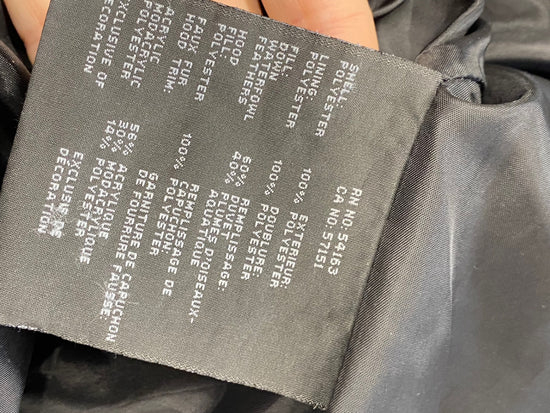 RN NO: 54163
CA NO: 57151
SHELL:
POLYESTER
LINING:
POLYESTER
FILL:
DOWN
WATERFOWL
FEATHERS
HOOD
FILL:
POLYESTER
FAUX FUR
HOOD TRIM:
ACRYLIC
MODACRYLIC
POLYESTER
EXCLUSIVE OF
DECORATION
100%
100%
60%
40%
100%
56%
30%
14%
EXTÉRIEUR:
POLYESTER
DOUBLURE:
POLYESTER
REMPLISSAGE:
DUVET
PLUMES D'OISEAUX-
AQUATIQUE
REMPLISSAGE DE
CAPUCHON:
POLYESTER
GARNITURE DE CAPUCHON
DE FOURRURE FAUSSE:
ACRYLIQUE
MODACRYLIQUE
POLYESTER
EXCLUSIF DE
DÉCORATION